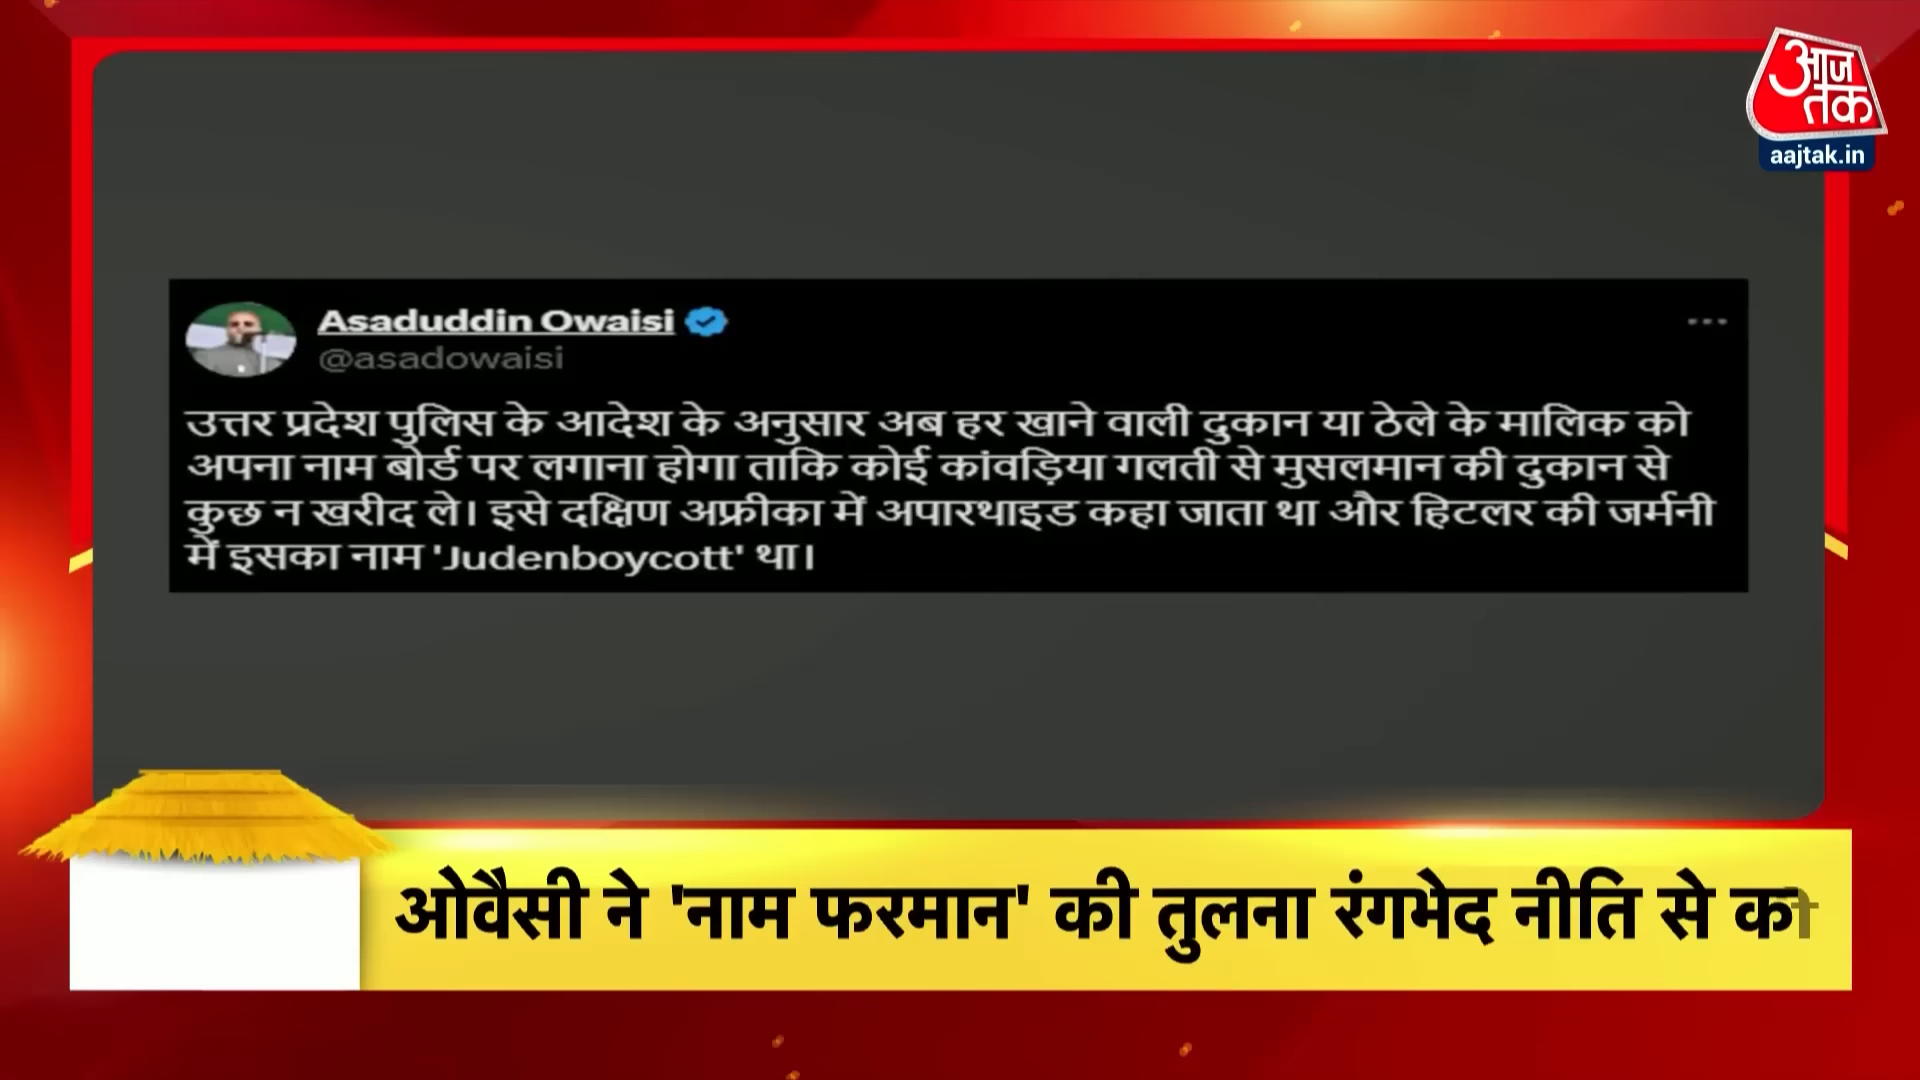 आज
तक
aajtak.in
Asaduddin Owaisi
@asadowaisi
उत्तर प्रदेश पुलिस के आदेश के अनुसार अब हर खाने वाली दुकान या ठेले के मालिक को
अपना नाम बोर्ड पर लगाना होगा ताकि कोई कांवड़िया गलती से मुसलमान की दुकान से
कुछ न खरीद ले। इसे दक्षिण अफ्रीका में अपारथाइड कहा जाता था और हिटलर की जर्मनी
में इसका नाम 'Judenboycott' था।
ओवैसी ने 'नाम फरमान' की तुलना रंगभेद नीति से की